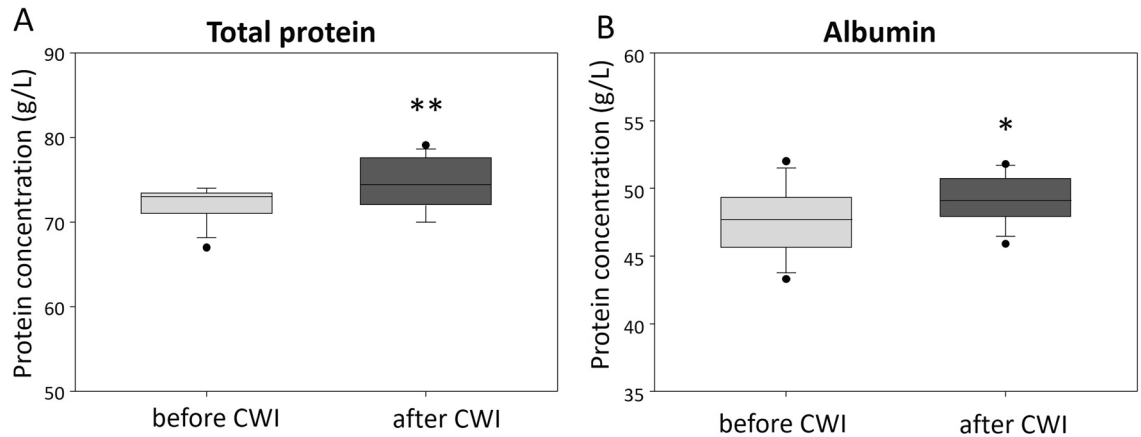 A
Total protein
Protein concentration (g/L)
90
80
70
60
50
**
before CWI
after CWI
B
Albumin
Protein concentration (g/L)
60
55
50
45
40
35
*
before CWI
after CWI